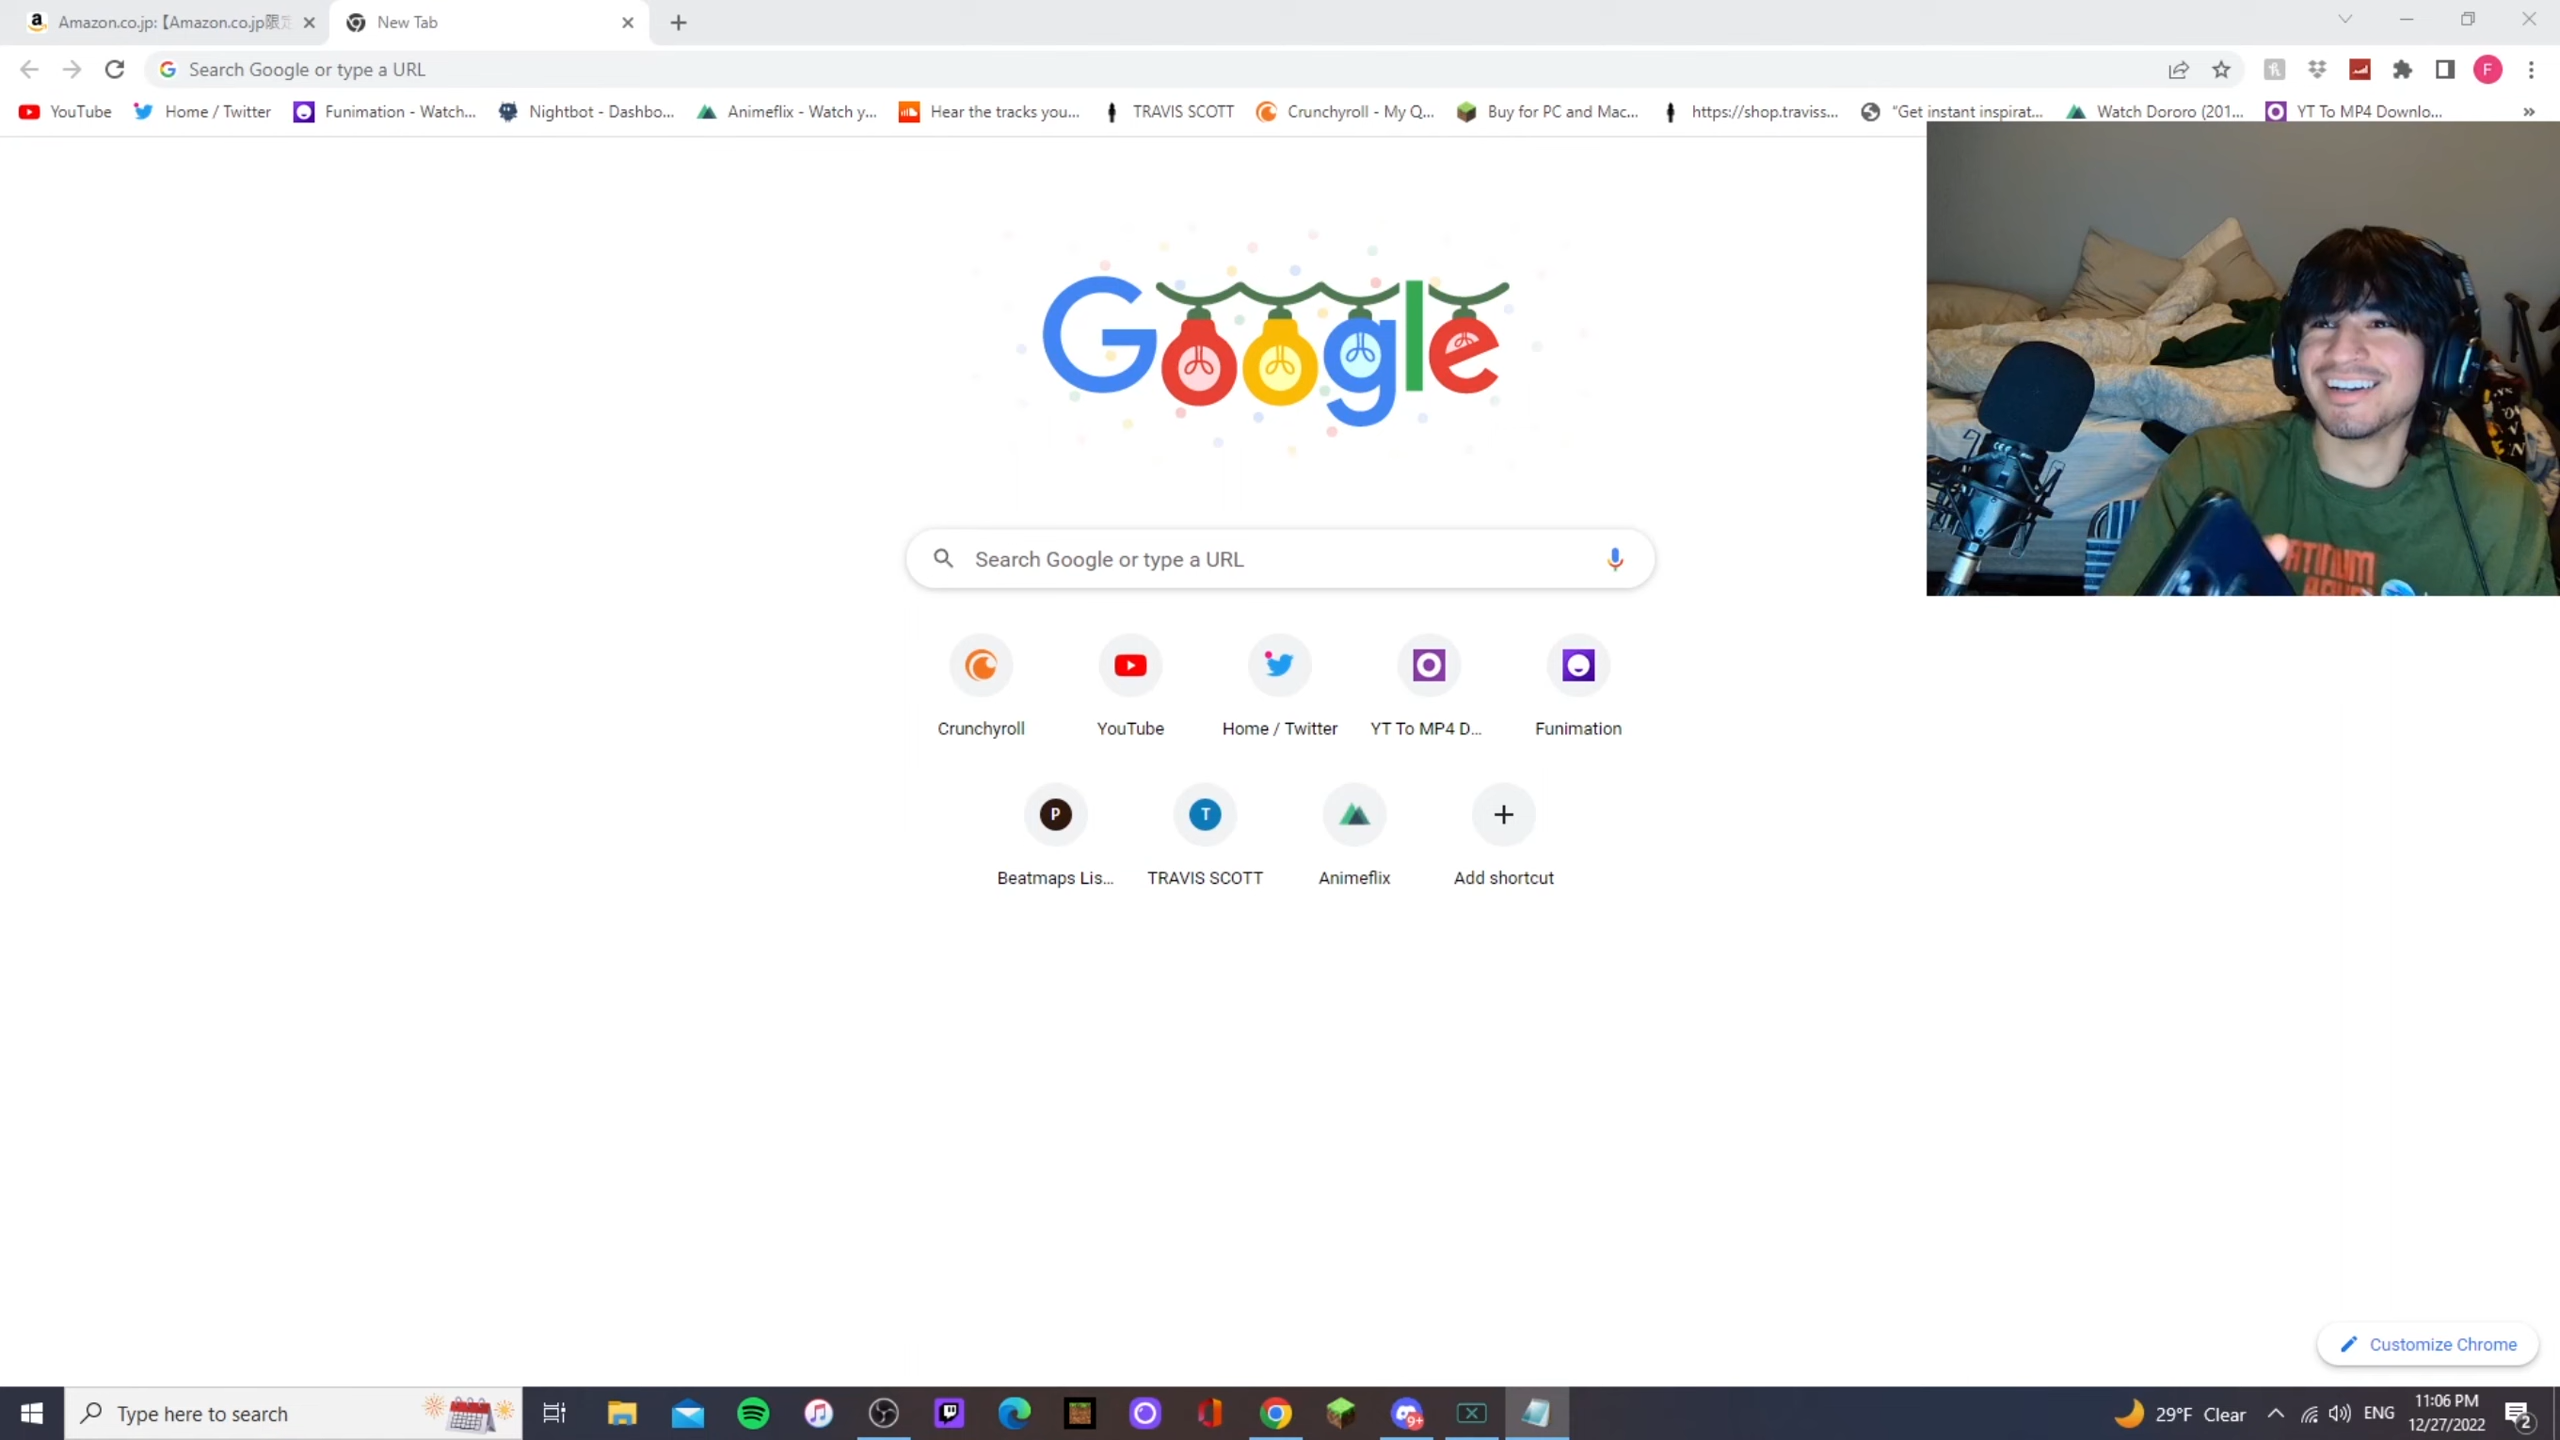 Amazon.co.jp: 【Amazon.co.jp限定
New Tab
Search Google or type a URL
F
YouTube
Home / Twitter
Funimation - Watch...
Nightbot - Dashbo...
Animeflix - Watch y...
Hear the tracks you...
TRAVIS SCOTT
Crunchyroll - My Q...
Buy for PC and Mac...
https://shop.traviss...
"Get instant inspirat...
Watch Dororo (201...
YT To MP4 Downlo...
Google
Search Google or type a URL
Crunchyroll
YouTube
Home / Twitter
YT To MP4 D...
Funimation
P
T
Beatmaps Lis...
TRAVIS SCOTT
Animeflix
Add shortcut
Customize Chrome
Type here to search
9+
29°F Clear
ENG
11:06 PM
12/27/2022
2